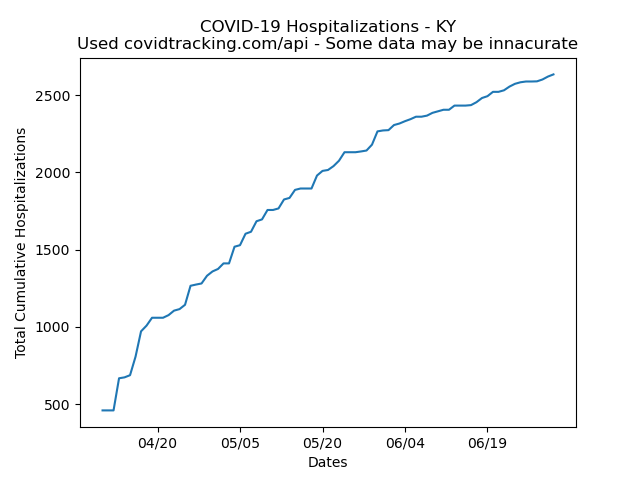 COVID-19 Hospitalizations - KY
Used covidtracking.com/api - Some data may be innacurate
Total Cumulative Hospitalizations
2500
2000
1500
1000
500
04/20 05/05 05/20 06/04 06/19
Dates